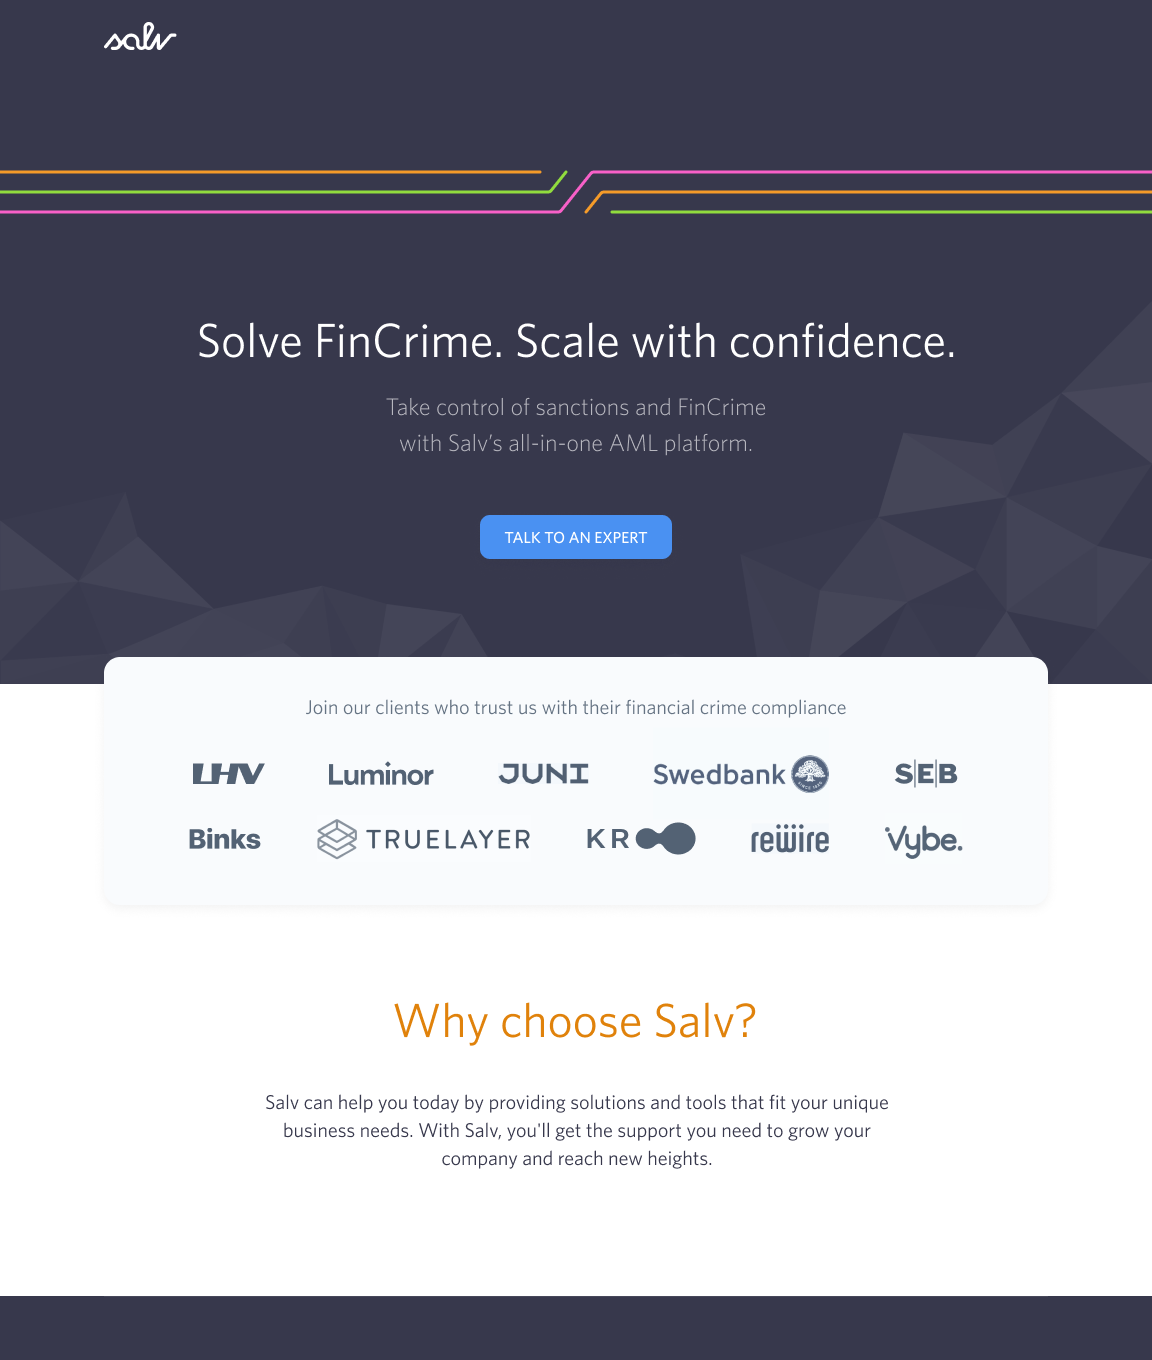 salv
Solve FinCrime. Scale with confidence.
Take control of sanctions and FinCrime
with Salv’s all-in-one AML platform.
TALK TO AN EXPERT
Join our clients who trust us with their financial crime compliance
LHV Luminor JUNI Swedbank S|E|B
Binks TRUELAYER KROO rewire Vybe.
Why choose Salv?
Salv can help you today by providing solutions and tools that fit your unique
business needs. With Salv, you'll get the support you need to grow your
company and reach new heights.